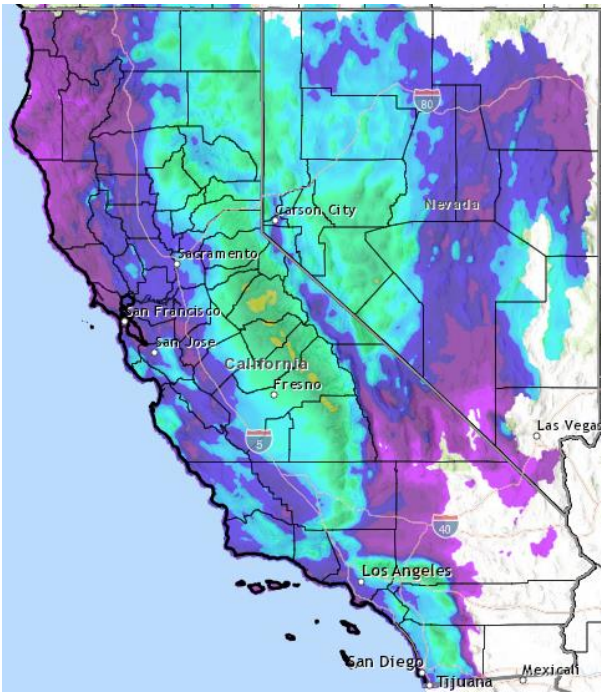 80
Carson City
Nevada
Sacramento
San Francisco
San Jose
California
Fresno
5
Las Vegas
40
Los Angeles
San Diego
Tijuana
Mexicali